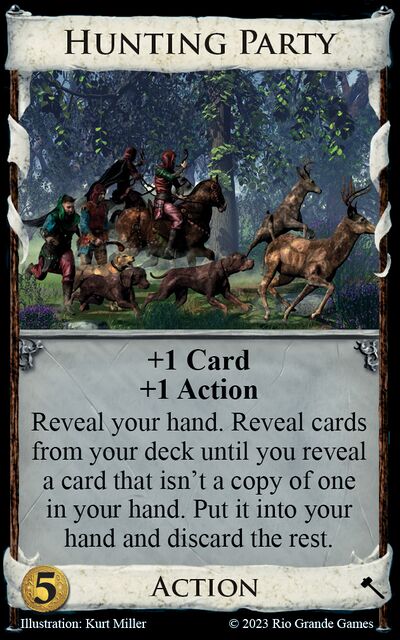 HUNTING PARTY
+1 Card
+1 Action
Reveal your hand. Reveal cards
from your deck until you reveal
a card that isn't a copy of one
in your hand. Put it into your
hand and discard the rest.
5
ACTION
Illustration: Kurt Miller
© 2023 Rio Grande Games